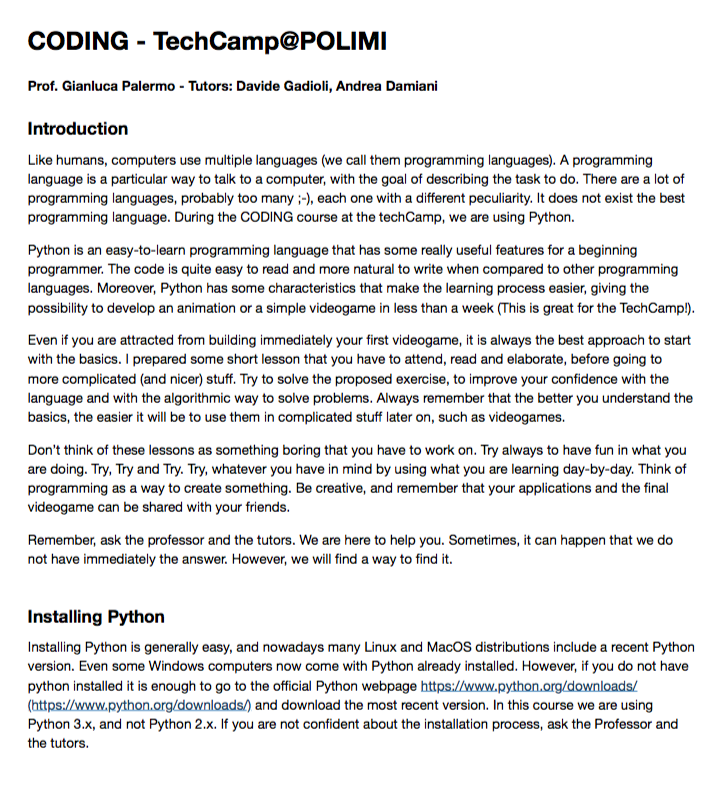 CODING - TechCamp@POLIMI
Prof. Gianluca Palermo - Tutors: Davide Gadioli, Andrea Damiani
Introduction
Like humans, computers use multiple languages (we call them programming languages). A programming
language is a particular way to talk to a computer, with the goal of describing the task to do. There are a lot of
programming languages, probably too many ;-), each one with a different peculiarity. It does not exist the best
programming language. During the CODING course at the techCamp, we are using Python.
Python is an easy-to-learn programming language that has some really useful features for a beginning
programmer. The code is quite easy to read and more natural to write when compared to other programming
languages. Moreover, Python has some characteristics that make the learning process easier, giving the
possibility to develop an animation or a simple videogame in less than a week (This is great for the TechCamp!).
Even if you are attracted from building immediately your first videogame, it is always the best approach to start
with the basics. I prepared some short lesson that you have to attend, read and elaborate, before going to
more complicated (and nicer) stuff. Try to solve the proposed exercise, to improve your confidence with the
language and with the algorithmic way to solve problems. Always remember that the better you understand the
basics, the easier it will be to use them in complicated stuff later on, such as videogames.
Don't think of these lessons as something boring that you have to work on. Try always to have fun in what you
are doing. Try, Try and Try. Try, whatever you have in mind by using what you are learning day-by-day. Think of
programming as a way to create something. Be creative, and remember that your applications and the final
videogame can be shared with your friends.
Remember, ask the professor and the tutors. We are here to help you. Sometimes, it can happen that we do
not have immediately the answer. However, we will find a way to find it.
Installing Python
Installing Python is generally easy, and nowadays many Linux and MacOS distributions include a recent Python
version. Even some Windows computers now come with Python already installed. However, if you do not have
python installed it is enough to go to the official Python webpage https://www.python.org/downloads/
(https://www.python.org/downloads/) and download the most recent version. In this course we are using
Python 3.x, and not Python 2.x. If you are not confident about the installation process, ask the Professor and
the tutors.